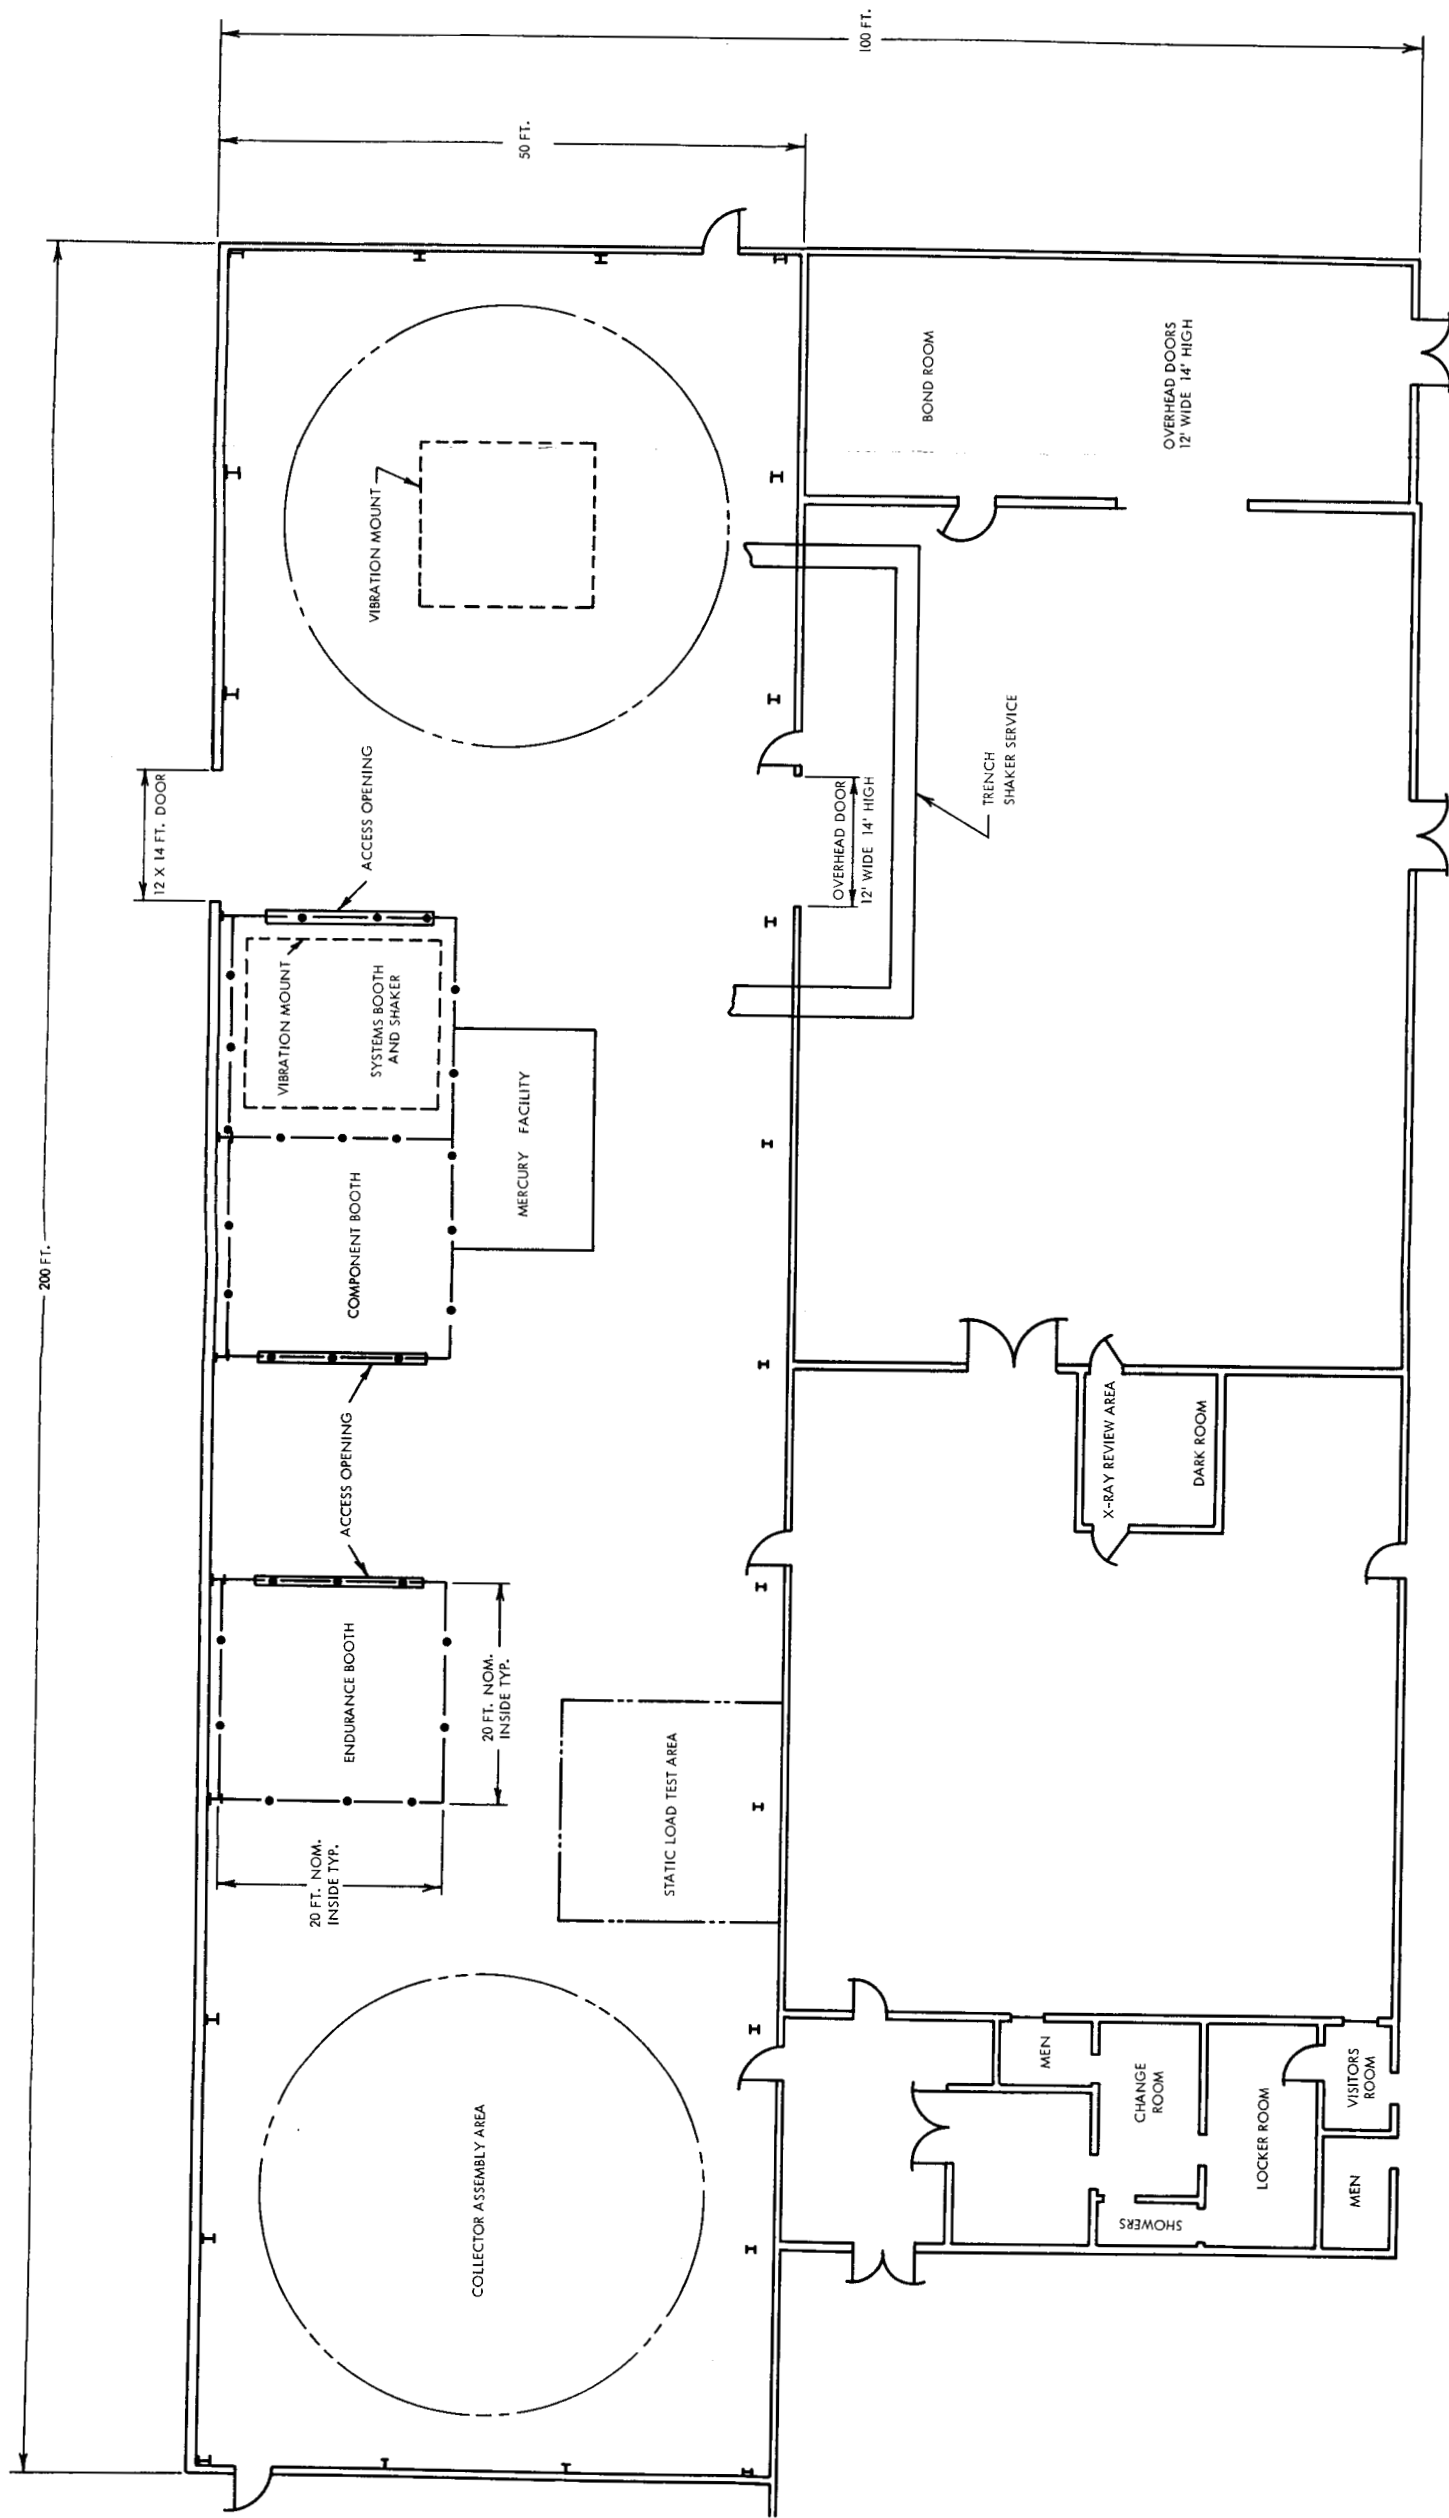 200 FT.
100 FT.
50 FT.
12 X 14 FT. DOOR
ACCESS OPENING
VIBRATION MOUNT
VIBRATION MOUNT
SYSTEMS BOOTH
AND SHAKER
COMPONENT BOOTH
MERCURY FACILITY
ACCESS OPENING
ENDURANCE BOOTH
20 FT. NOM.
INSIDE TYP.
20 FT. NOM.
INSIDE TYP.
STATIC LOAD TEST AREA
COLLECTOR ASSEMBLY AREA
OVERHEAD DOOR
12' WIDE 14' HIGH
TRENCH
SHAKER SERVICE
BOND ROOM
OVERHEAD DOORS
12' WIDE 14' HIGH
X-RAY REVIEW AREA
DARK ROOM
MEN
CHANGE
ROOM
SHOWERS
LOCKER ROOM
VISITORS
ROOM
MEN